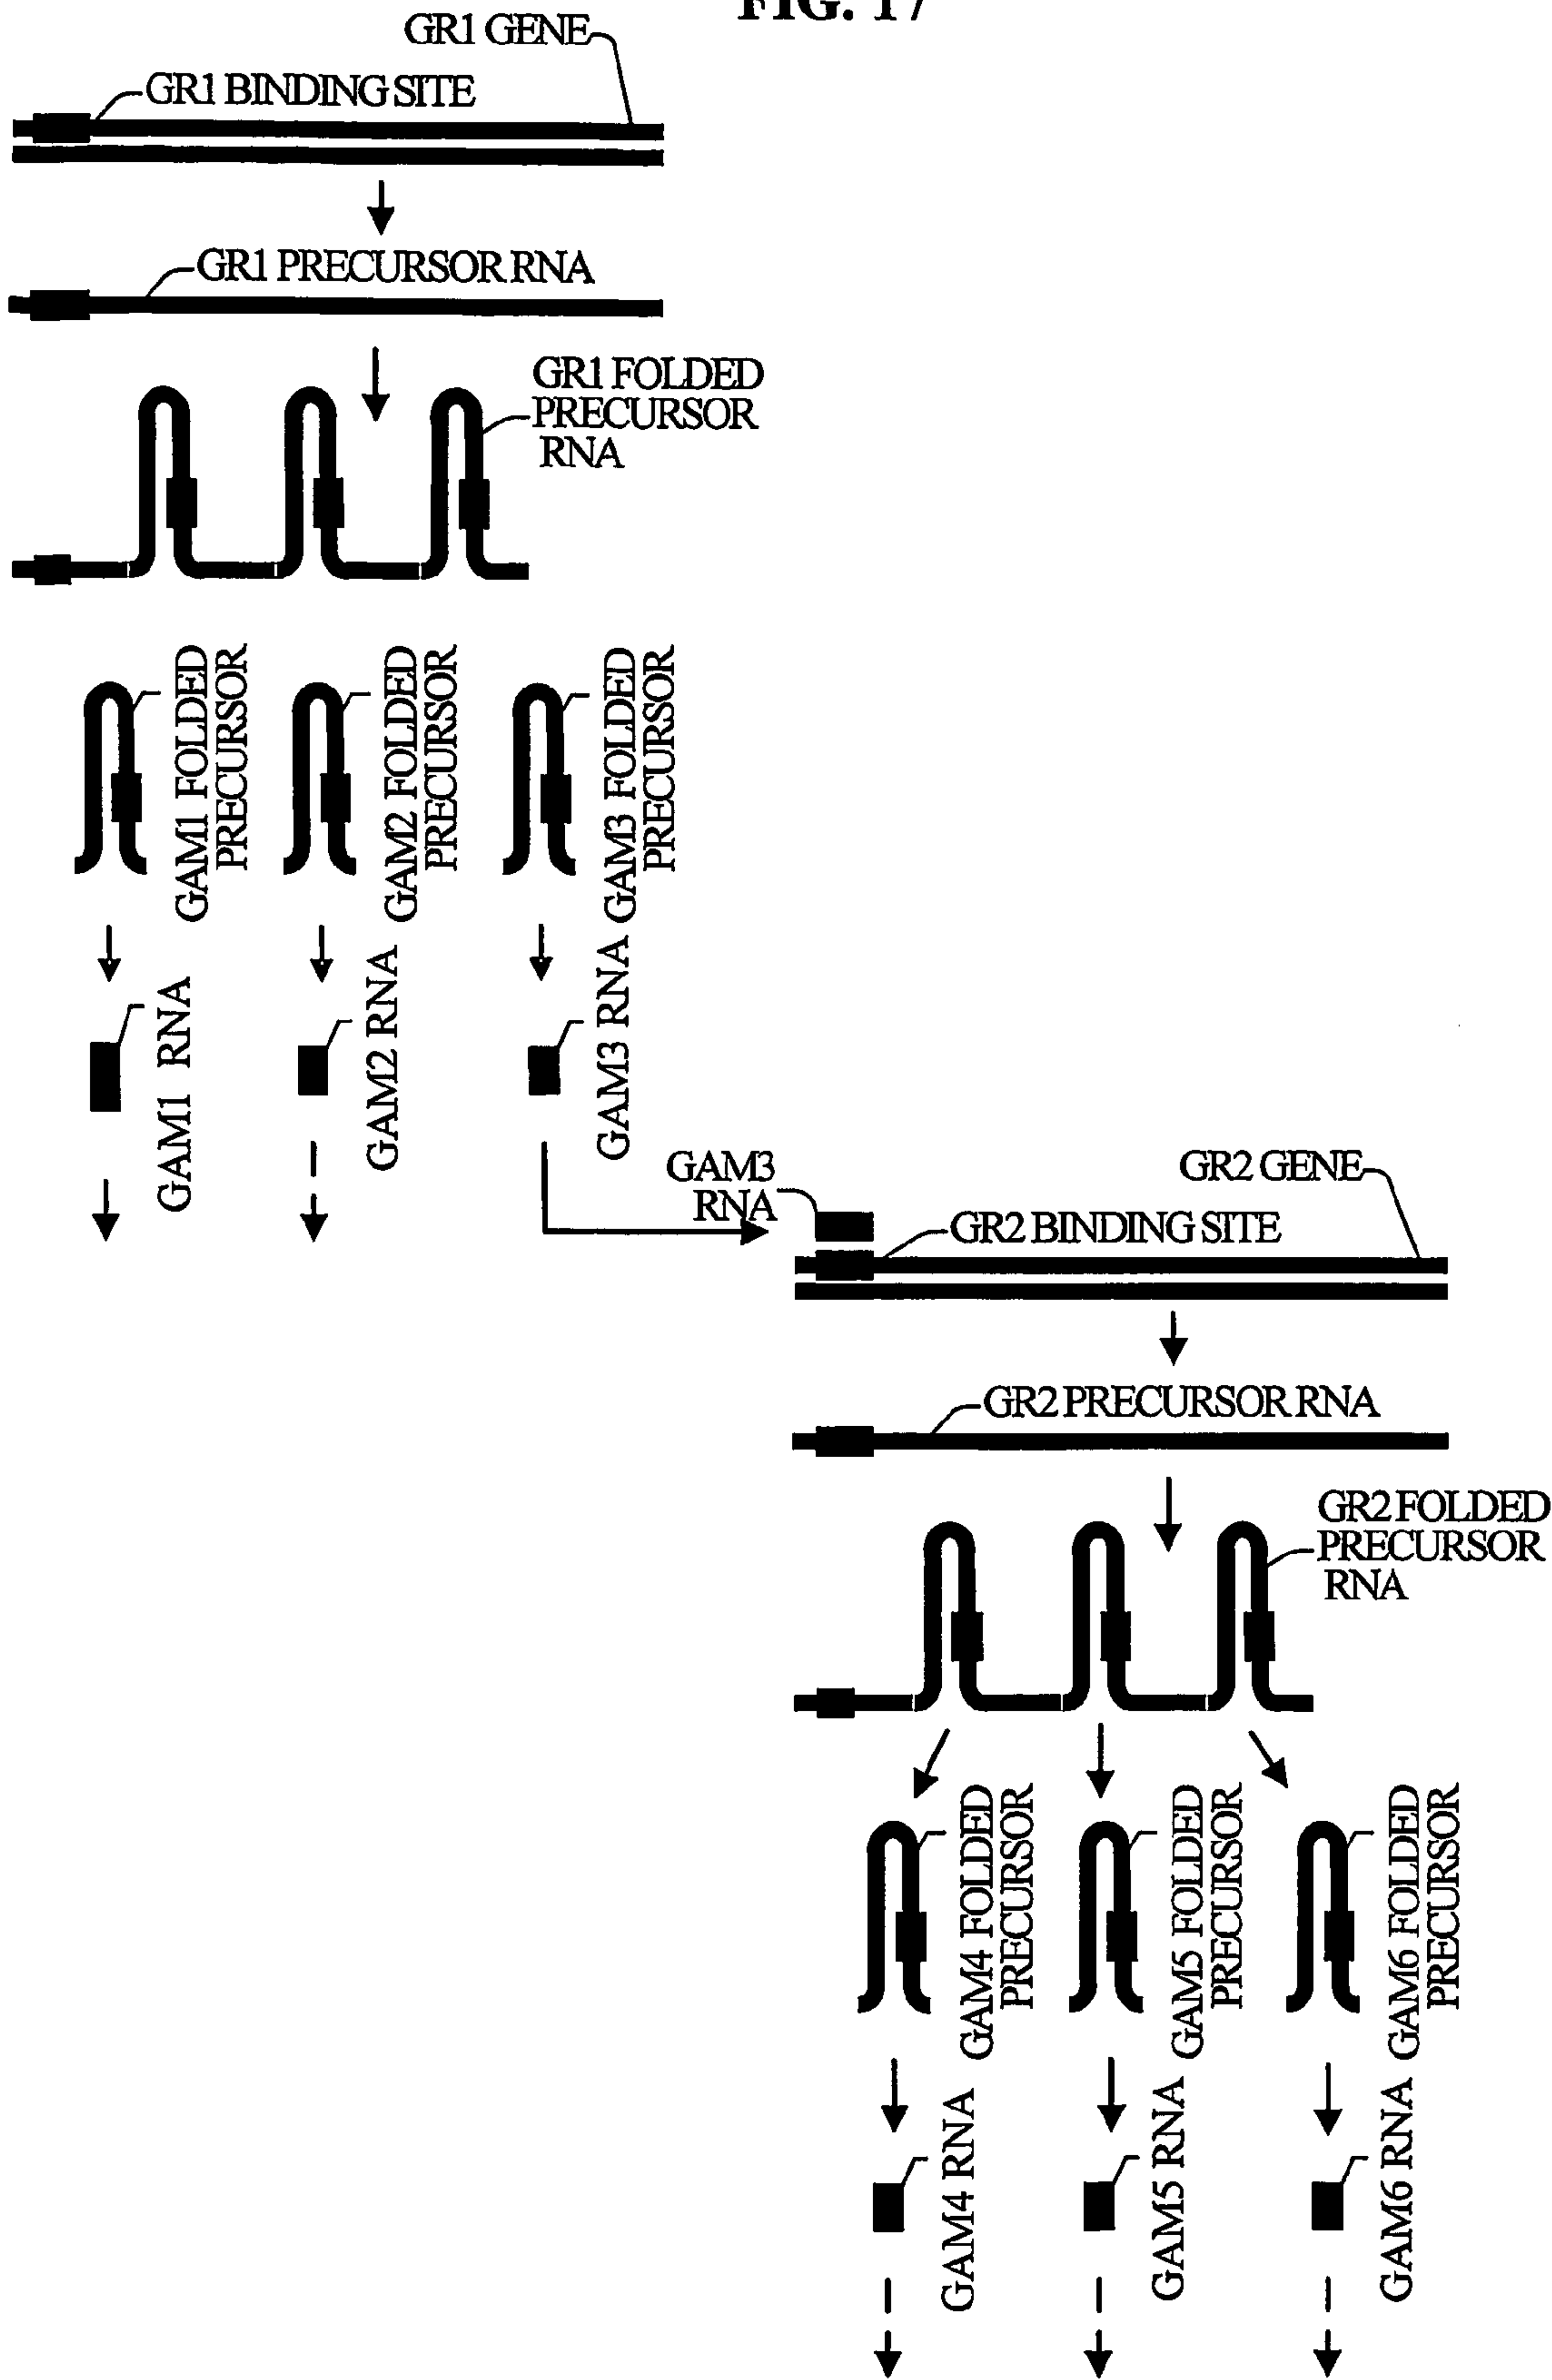 FIG. 17
GR1 GENE
GR1 BINDING SITE
GR1 PRECURSOR RNA
GR1 FOLDED
PRECURSOR
RNA
GAM1 FOLDED
PRECURSOR
GAM2 FOLDED
PRECURSOR
GAM3 FOLDED
PRECURSOR
GAM1 RNA
GAM2 RNA
GAM3 RNA
GAM3
RNA
GR2 GENE
GR2 BINDING SITE
GR2 PRECURSOR RNA
GR2 FOLDED
PRECURSOR
RNA
GAM4 FOLDED
PRECURSOR
GAM5 FOLDED
PRECURSOR
GAM6 FOLDED
PRECURSOR
GAM4 RNA
GAM5 RNA
GAM6 RNA